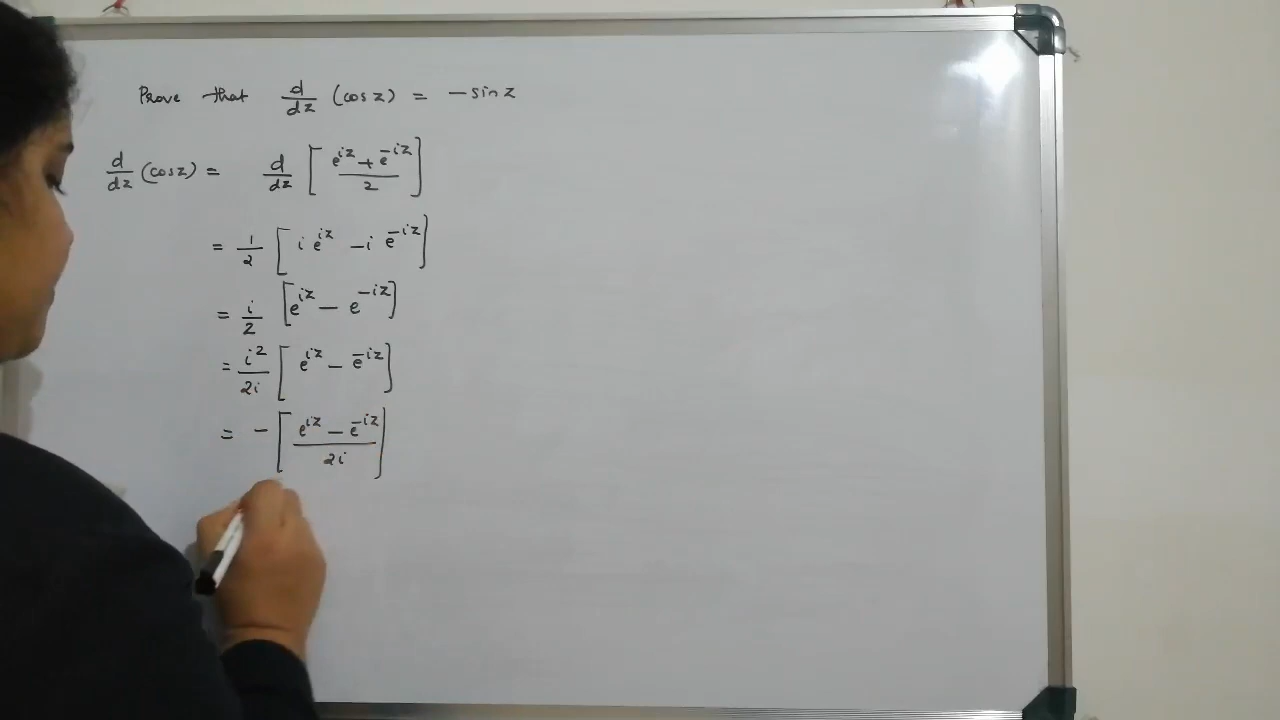 Prove that d/dz (cos z) = - sin z
d/dz (cos z) = d/dz [ e^{iz} + e^{-iz} / 2 ]
= 1/2 [ i e^{iz} - i e^{-iz} ]
= i/2 [ e^{iz} - e^{-iz} ]
= i^2/2i [ e^{iz} - e^{-iz} ]
= - [ e^{iz} - e^{-iz} / 2i ]